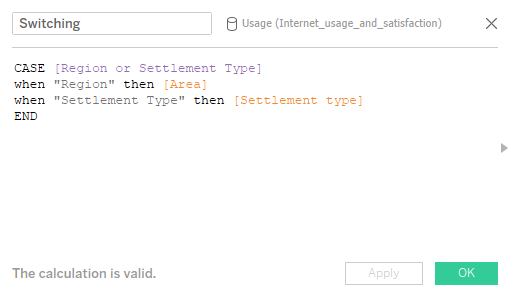 Switching
Usage (Internet_usage_and_satisfaction)
CASE [Region or Settlement Type]
when "Region" then [Area]
when "Settlement Type" then [Settlement type]
END
The calculation is valid.
Apply
OK